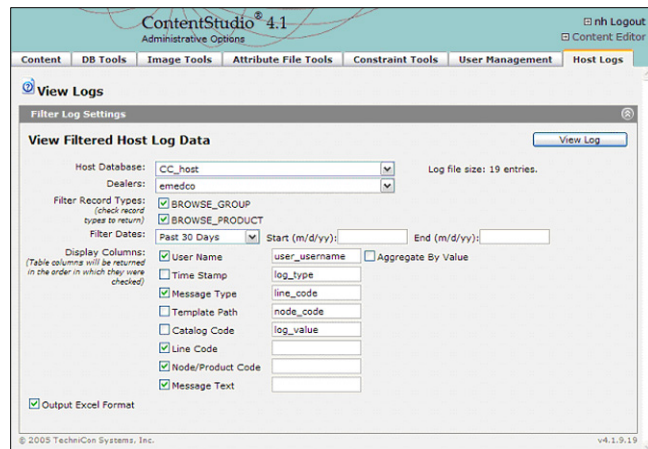 ContentStudio® 4.1
Administrative Options
nh Logout
Content Editor
Content DB Tools Image Tools Attribute File Tools Constraint Tools User Management Host Logs
View Logs
Filter Log Settings
View Filtered Host Log Data
View Log
Host Database: CC_host Log file size: 19 entries.
Dealers: emedco
Filter Record Types: BROWSE_GROUP
(check record
types to return) BROWSE_PRODUCT
Filter Dates: Past 30 Days Start (m/d/yy): End (m/d/yy):
Display Columns: User Name user_username Aggregate By Value
(Table columns will be returned
in the order in which they were
checked)
Time Stamp log_type
Message Type line_code
Template Path node_code
Catalog Code log_value
Line Code
Node/Product Code
Message Text
Output Excel Format
© 2005 TechniCon Systems, Inc. v4.1.9.19